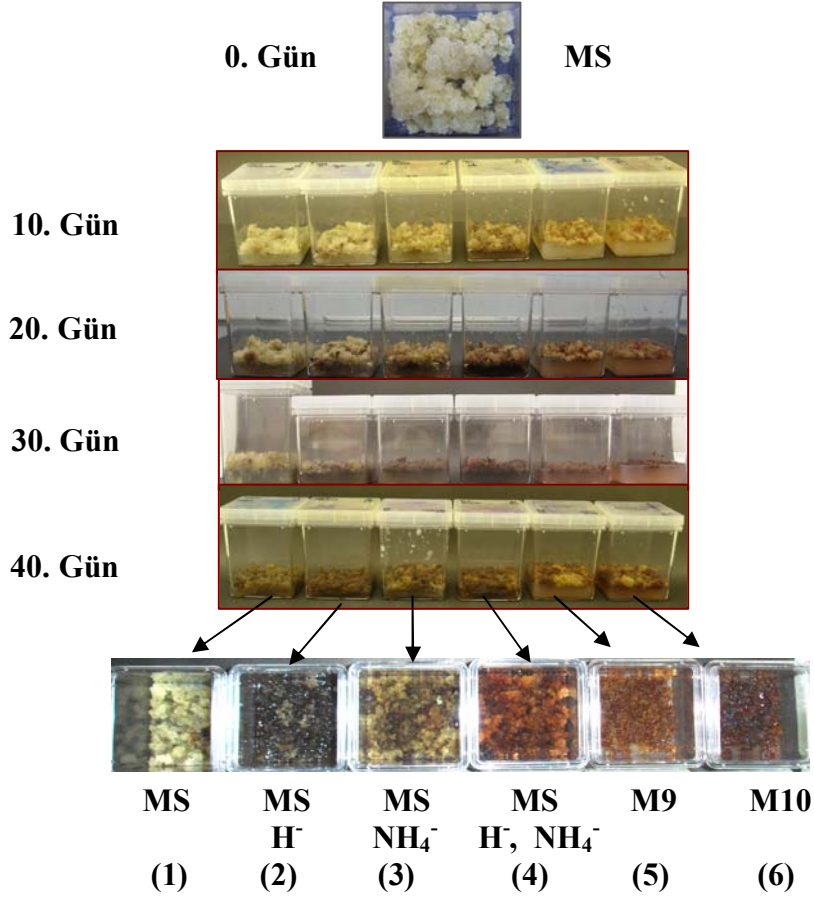 0. Gün MS
10. Gün
20. Gün
30. Gün
40. Gün
MS MS MS MS M9 M10
H⁻ NH₄⁻ H⁻, NH₄⁻
(1) (2) (3) (4) (5) (6)